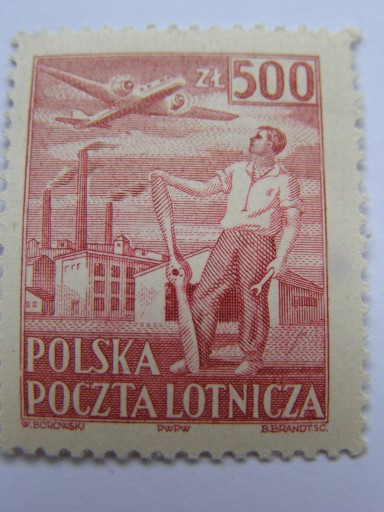 ZŁ 500
POLSKA
POCZTA LOTNICZA
W. BOROWSKI PWPW B. BRANDT. SC.